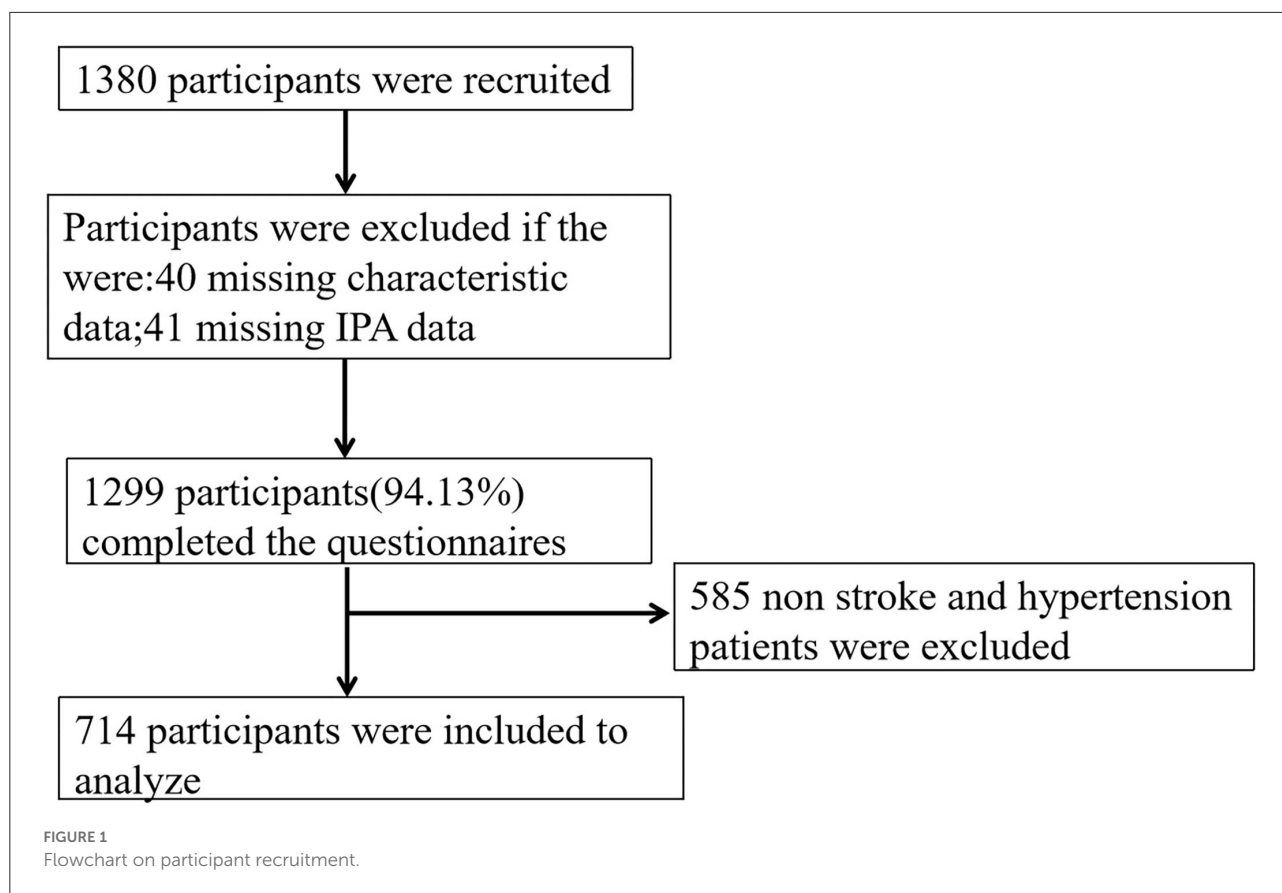 1380 participants were recruited
Participants were excluded if the
were:40 missing characteristic
data;41 missing IPA data
1299 participants(94.13%)
completed the questionnaires
585 non stroke and hypertension
patients were excluded
714 participants were included to
analyze
FIGURE 1
Flowchart on participant recruitment.